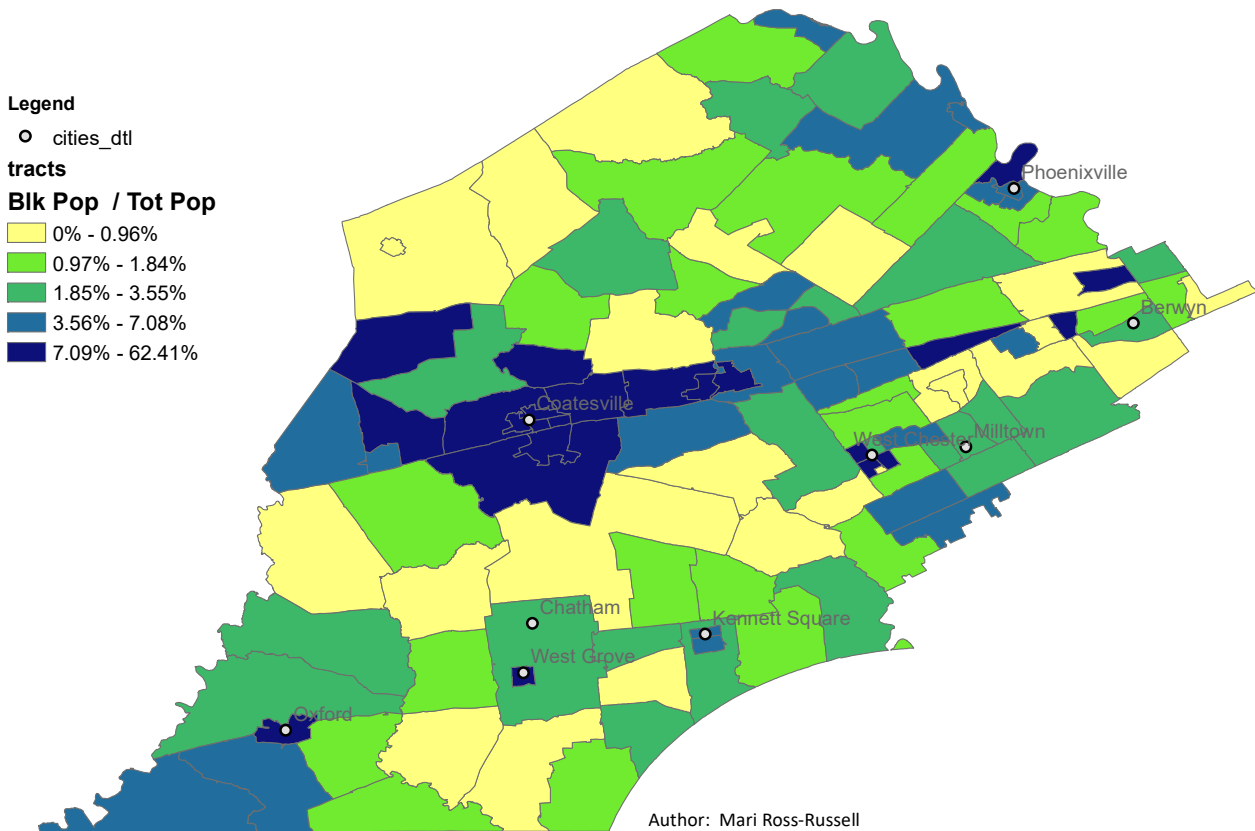 Legend
cities_dtl
tracts
Blk Pop / Tot Pop
0% - 0.96%
0.97% - 1.84%
1.85% - 3.55%
3.56% - 7.08%
7.09% - 62.41%
Phoenixville
Berwyn
Coatesville
West Chester
Milltown
Chatham
Kennett Square
West Grove
Oxford
Author: Mari Ross-Russell